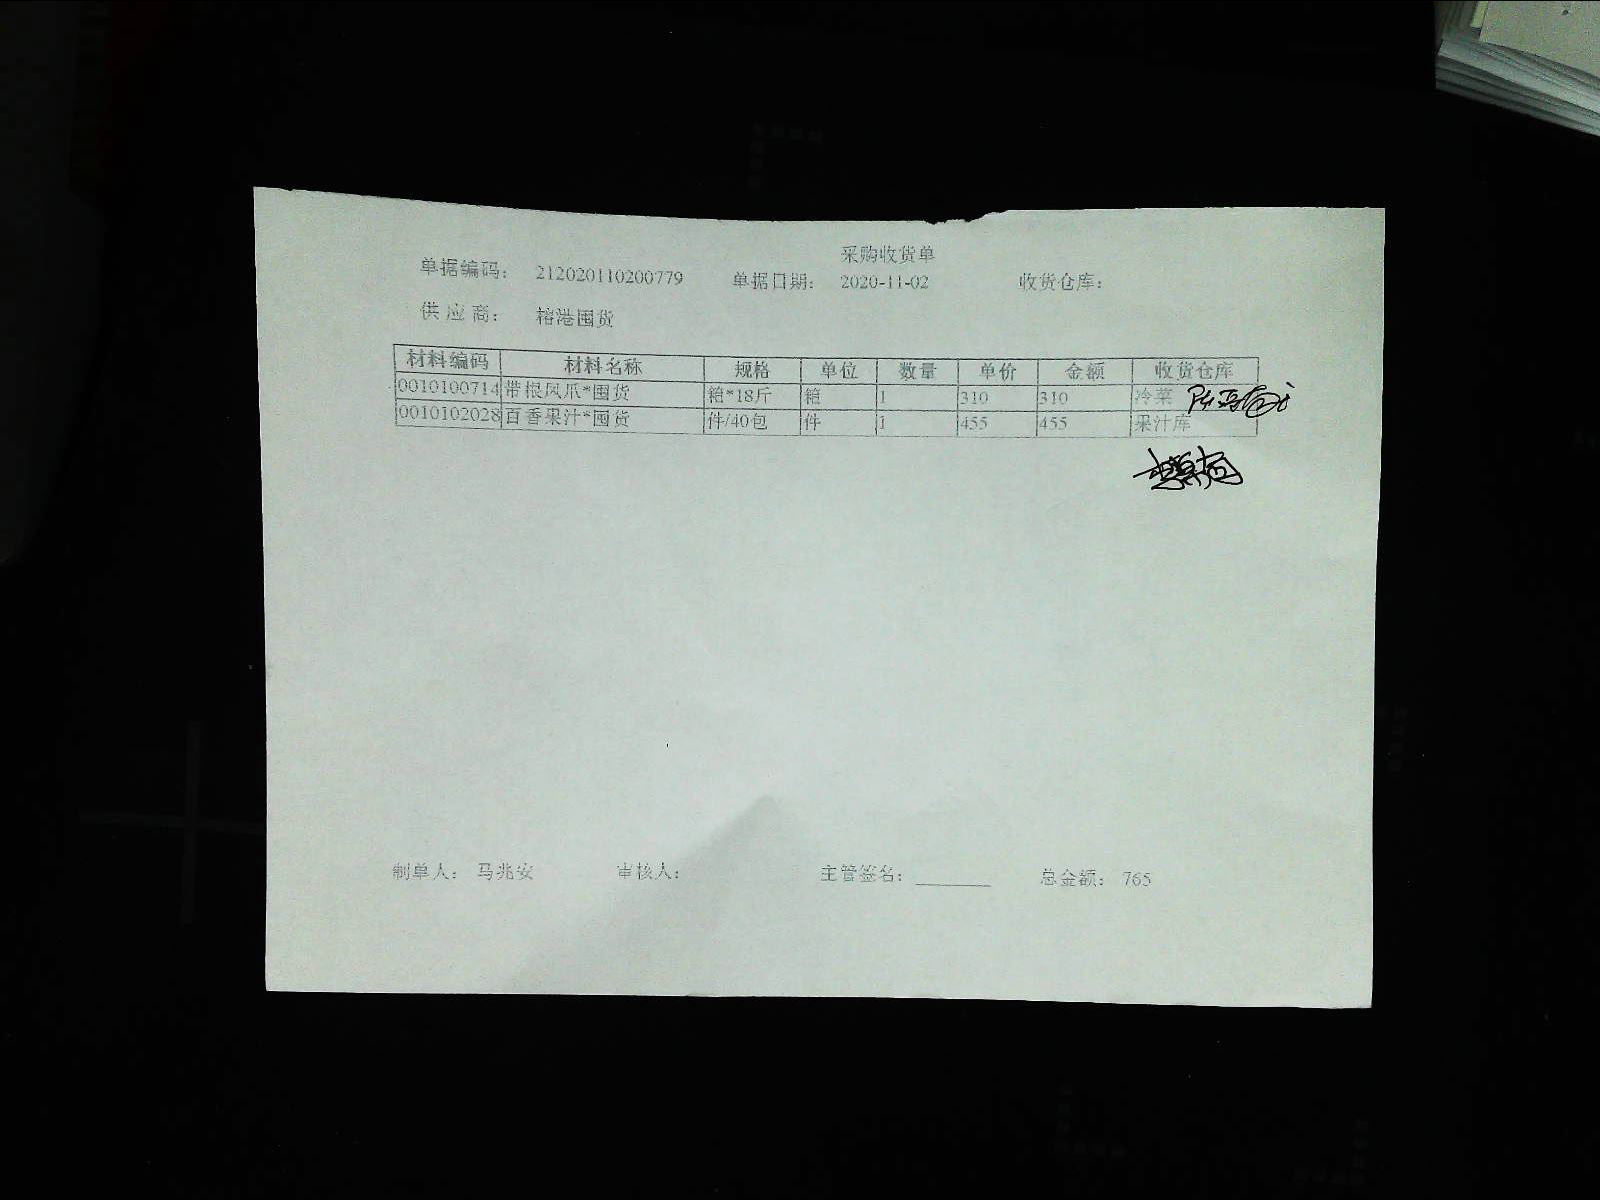 采购收货单
单据编码： 212020110200779 单据日期： 2020-11-02 收货仓库：
供 应 商： 榕港囤货
材料编码 材料名称 规格 单位 数量 单价 金额 收货仓库
0010100714 带根凤爪*囤货 箱*18斤 箱 1 310 310 冷菜
0010102028 百香果汁*囤货 件/40包 件 1 455 455 果汁库
制单人： 马兆安 审核人： 主管签名： ________ 总金额： 765